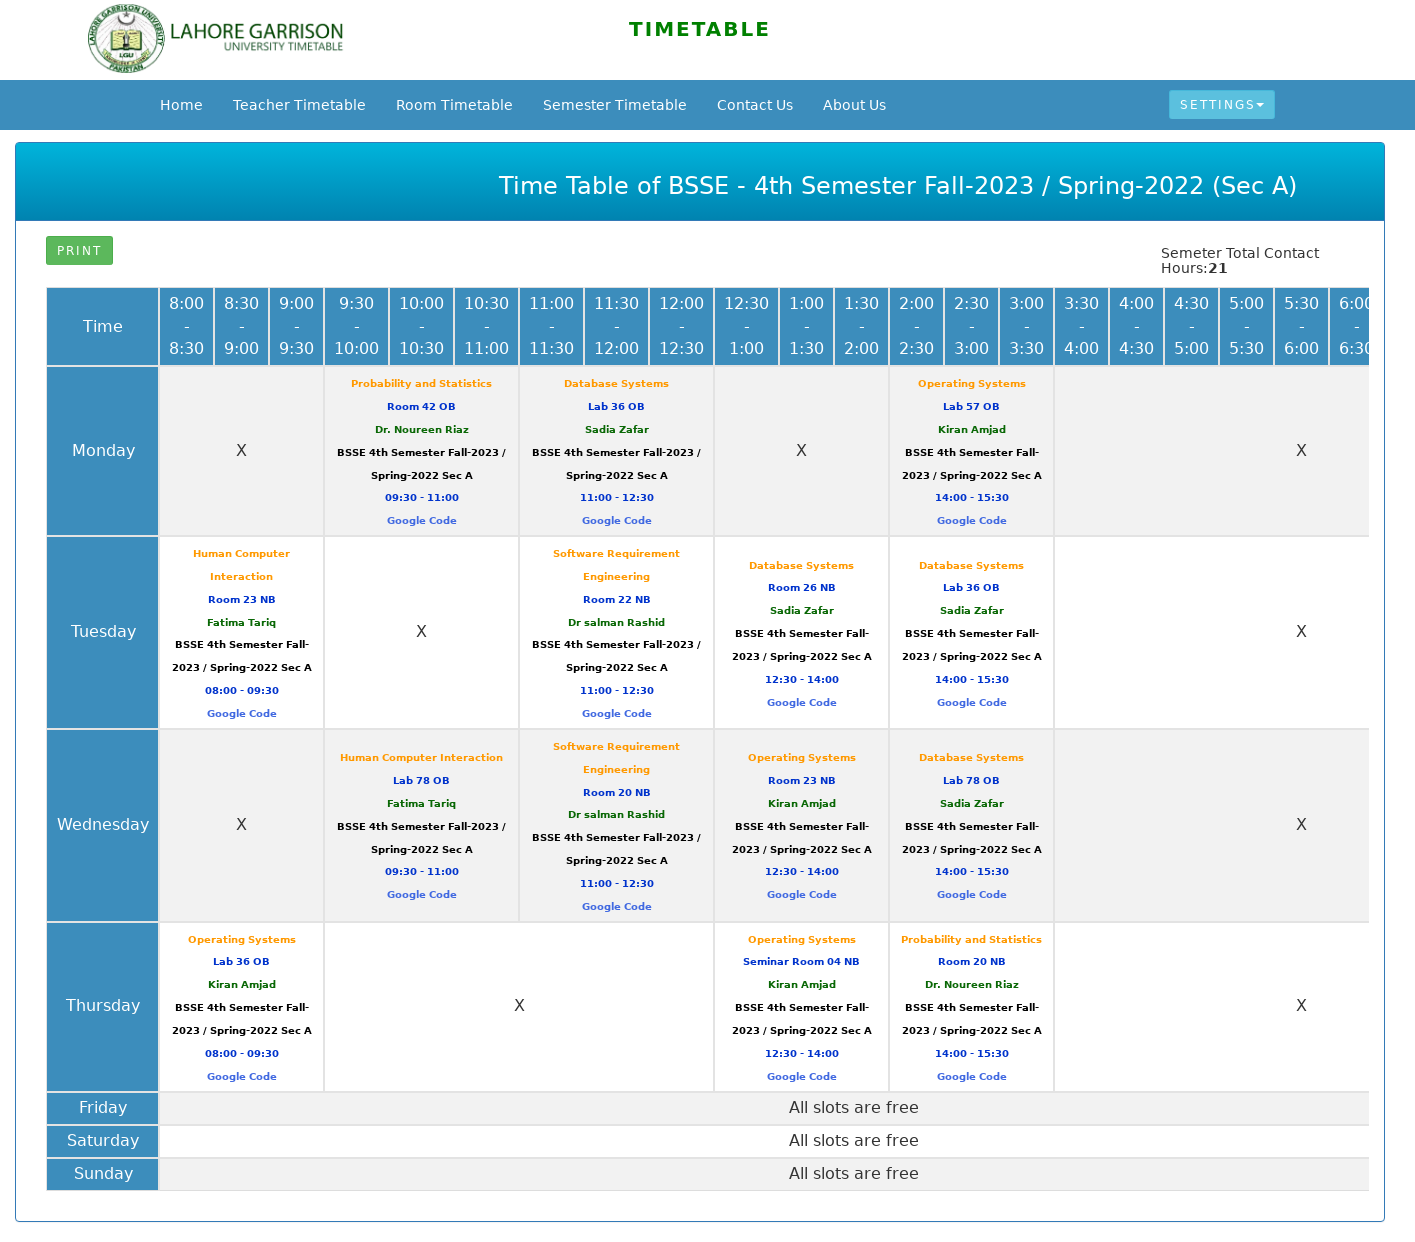 LAHORE GARRISON UNIVERSITY
LGU
PAKISTAN
LAHORE GARRISON
UNIVERSITY TIMETABLE
TIMETABLE
Home
Teacher Timetable
Room Timetable
Semester Timetable
Contact Us
About Us
SETTINGS
Time Table of BSSE - 4th Semester Fall-2023 / Spring-2022 (Sec A)
PRINT
Semeter Total Contact
Hours:21
Time
8:00
-
8:30
8:30
-
9:00
9:00
-
9:30
9:30
-
10:00
10:00
-
10:30
10:30
-
11:00
11:00
-
11:30
11:30
-
12:00
12:00
-
12:30
12:30
-
1:00
1:00
-
1:30
1:30
-
2:00
2:00
-
2:30
2:30
-
3:00
3:00
-
3:30
3:30
-
4:00
4:00
-
4:30
4:30
-
5:00
5:00
-
5:30
5:30
-
6:00
6:00
-
6:30
Monday
X
Probability and Statistics
Room 42 OB
Dr. Noureen Riaz
BSSE 4th Semester Fall-2023 /
Spring-2022 Sec A
09:30 - 11:00
Google Code
Database Systems
Lab 36 OB
Sadia Zafar
BSSE 4th Semester Fall-2023 /
Spring-2022 Sec A
11:00 - 12:30
Google Code
X
Operating Systems
Lab 57 OB
Kiran Amjad
BSSE 4th Semester Fall-
2023 / Spring-2022 Sec A
14:00 - 15:30
Google Code
X
Tuesday
Human Computer
Interaction
Room 23 NB
Fatima Tariq
BSSE 4th Semester Fall-
2023 / Spring-2022 Sec A
08:00 - 09:30
Google Code
X
Software Requirement
Engineering
Room 22 NB
Dr salman Rashid
BSSE 4th Semester Fall-2023 /
Spring-2022 Sec A
11:00 - 12:30
Google Code
Database Systems
Room 26 NB
Sadia Zafar
BSSE 4th Semester Fall-
2023 / Spring-2022 Sec A
12:30 - 14:00
Google Code
Database Systems
Lab 36 OB
Sadia Zafar
BSSE 4th Semester Fall-
2023 / Spring-2022 Sec A
14:00 - 15:30
Google Code
X
Wednesday
X
Human Computer Interaction
Lab 78 OB
Fatima Tariq
BSSE 4th Semester Fall-2023 /
Spring-2022 Sec A
09:30 - 11:00
Google Code
Software Requirement
Engineering
Room 20 NB
Dr salman Rashid
BSSE 4th Semester Fall-2023 /
Spring-2022 Sec A
11:00 - 12:30
Google Code
Operating Systems
Room 23 NB
Kiran Amjad
BSSE 4th Semester Fall-
2023 / Spring-2022 Sec A
12:30 - 14:00
Google Code
Database Systems
Lab 78 OB
Sadia Zafar
BSSE 4th Semester Fall-
2023 / Spring-2022 Sec A
14:00 - 15:30
Google Code
X
Thursday
Operating Systems
Lab 36 OB
Kiran Amjad
BSSE 4th Semester Fall-
2023 / Spring-2022 Sec A
08:00 - 09:30
Google Code
X
Operating Systems
Seminar Room 04 NB
Kiran Amjad
BSSE 4th Semester Fall-
2023 / Spring-2022 Sec A
12:30 - 14:00
Google Code
Probability and Statistics
Room 20 NB
Dr. Noureen Riaz
BSSE 4th Semester Fall-
2023 / Spring-2022 Sec A
14:00 - 15:30
Google Code
X
Friday
All slots are free
Saturday
All slots are free
Sunday
All slots are free